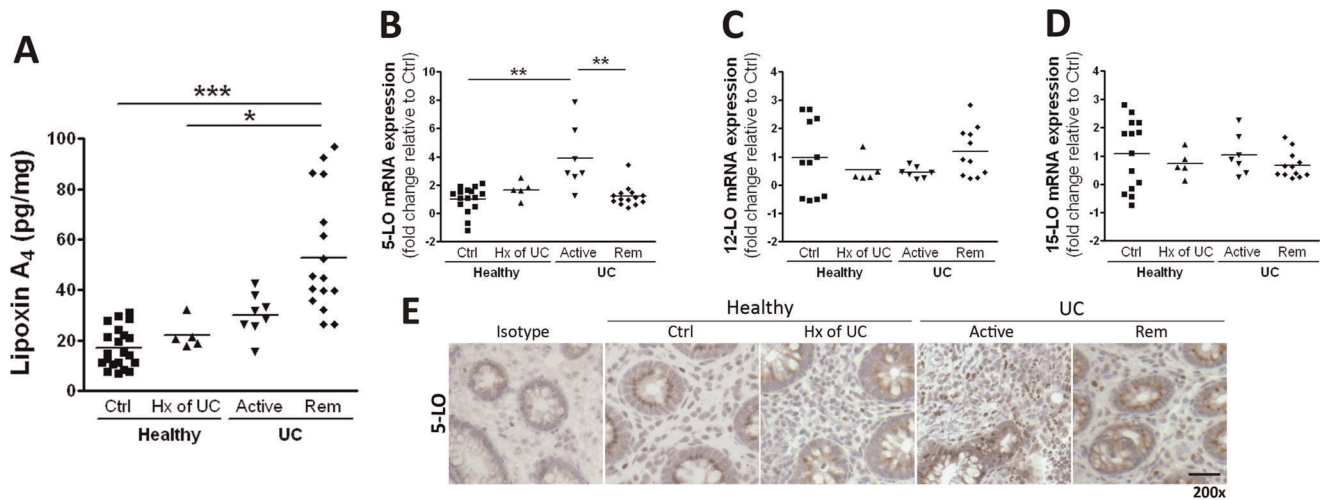 A
Lipoxin A4 (pg/mg)
100
80
60
40
20
0
***
*
Ctrl Hx of UC Active Rem
Healthy UC
B
5-LO mRNA expression
(fold change relative to Ctrl)
10
8
6
4
2
0
-2
** **
Ctrl Hx of UC Active Rem
Healthy UC
C
12-LO mRNA expression
(fold change relative to Ctrl)
4
3
2
1
0
1
2
Ctrl Hx of UC Active Rem
Healthy UC
D
15-LO mRNA expression
(fold change relative to Ctrl)
4
3
2
1
0
1
2
Ctrl Hx of UC Active Rem
Healthy UC
E
Healthy UC
Isotype Ctrl Hx of UC Active Rem
5-LO
200x